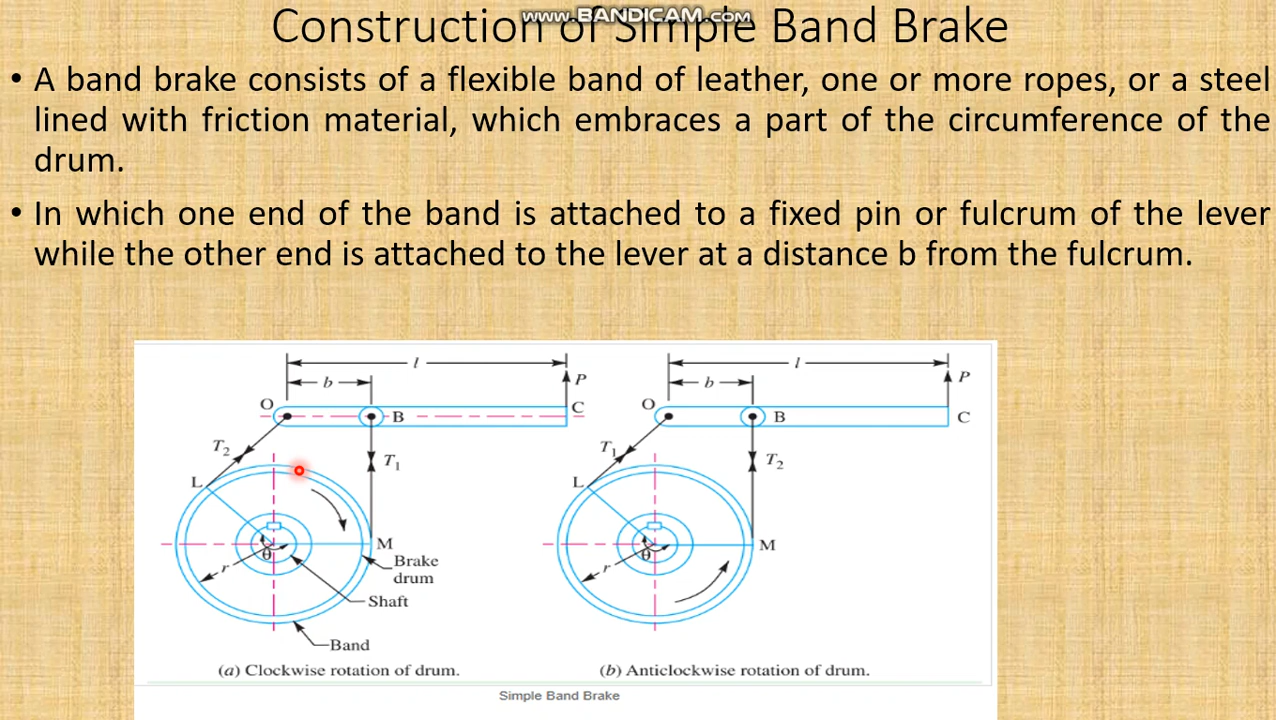 www.BANDICAM.com
Construction of Simple Band Brake
• A band brake consists of a flexible band of leather, one or more ropes, or a steel
lined with friction material, which embraces a part of the circumference of the
drum.
• In which one end of the band is attached to a fixed pin or fulcrum of the lever
while the other end is attached to the lever at a distance b from the fulcrum.
l
b
P
O
B
C
T₂
T₁
L
M
θ
r
Brake
drum
Shaft
Band
(a) Clockwise rotation of drum.
l
b
P
O
B
C
T₁
T₂
L
M
θ
r
(b) Anticlockwise rotation of drum.
Simple Band Brake